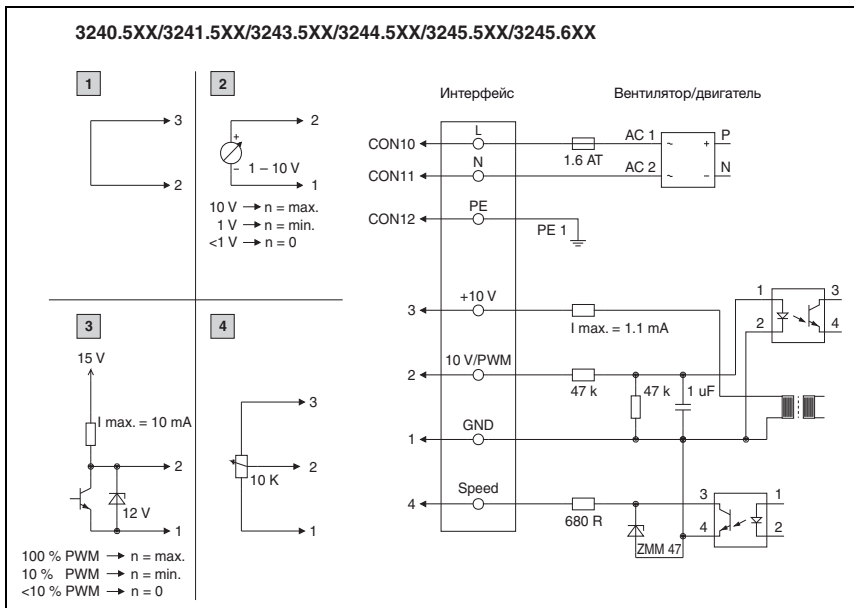 3240.5XX/3241.5XX/3243.5XX/3244.5XX/3245.5XX/3245.6XX
1
3
2
2
+
−
1 – 10 V
2
1
10 V → n = max.
1 V → n = min.
<1 V → n = 0
3
15 V
I max. = 10 mA
2
12 V
1
100 % PWM → n = max.
10 % PWM → n = min.
<10 % PWM → n = 0
4
3
2
10 K
1
Интерфейс
Вентилятор/двигатель
CON10
L
1.6 AT
AC 1
~
+
P
CON11
N
AC 2
~
−
N
CON12
PE
PE 1
3
+10 V
I max. = 1.1 mA
1
3
2
4
2
10 V/PWM
47 k
47 k
1 uF
1
GND
4
Speed
680 R
ZMM 47
3
1
4
2